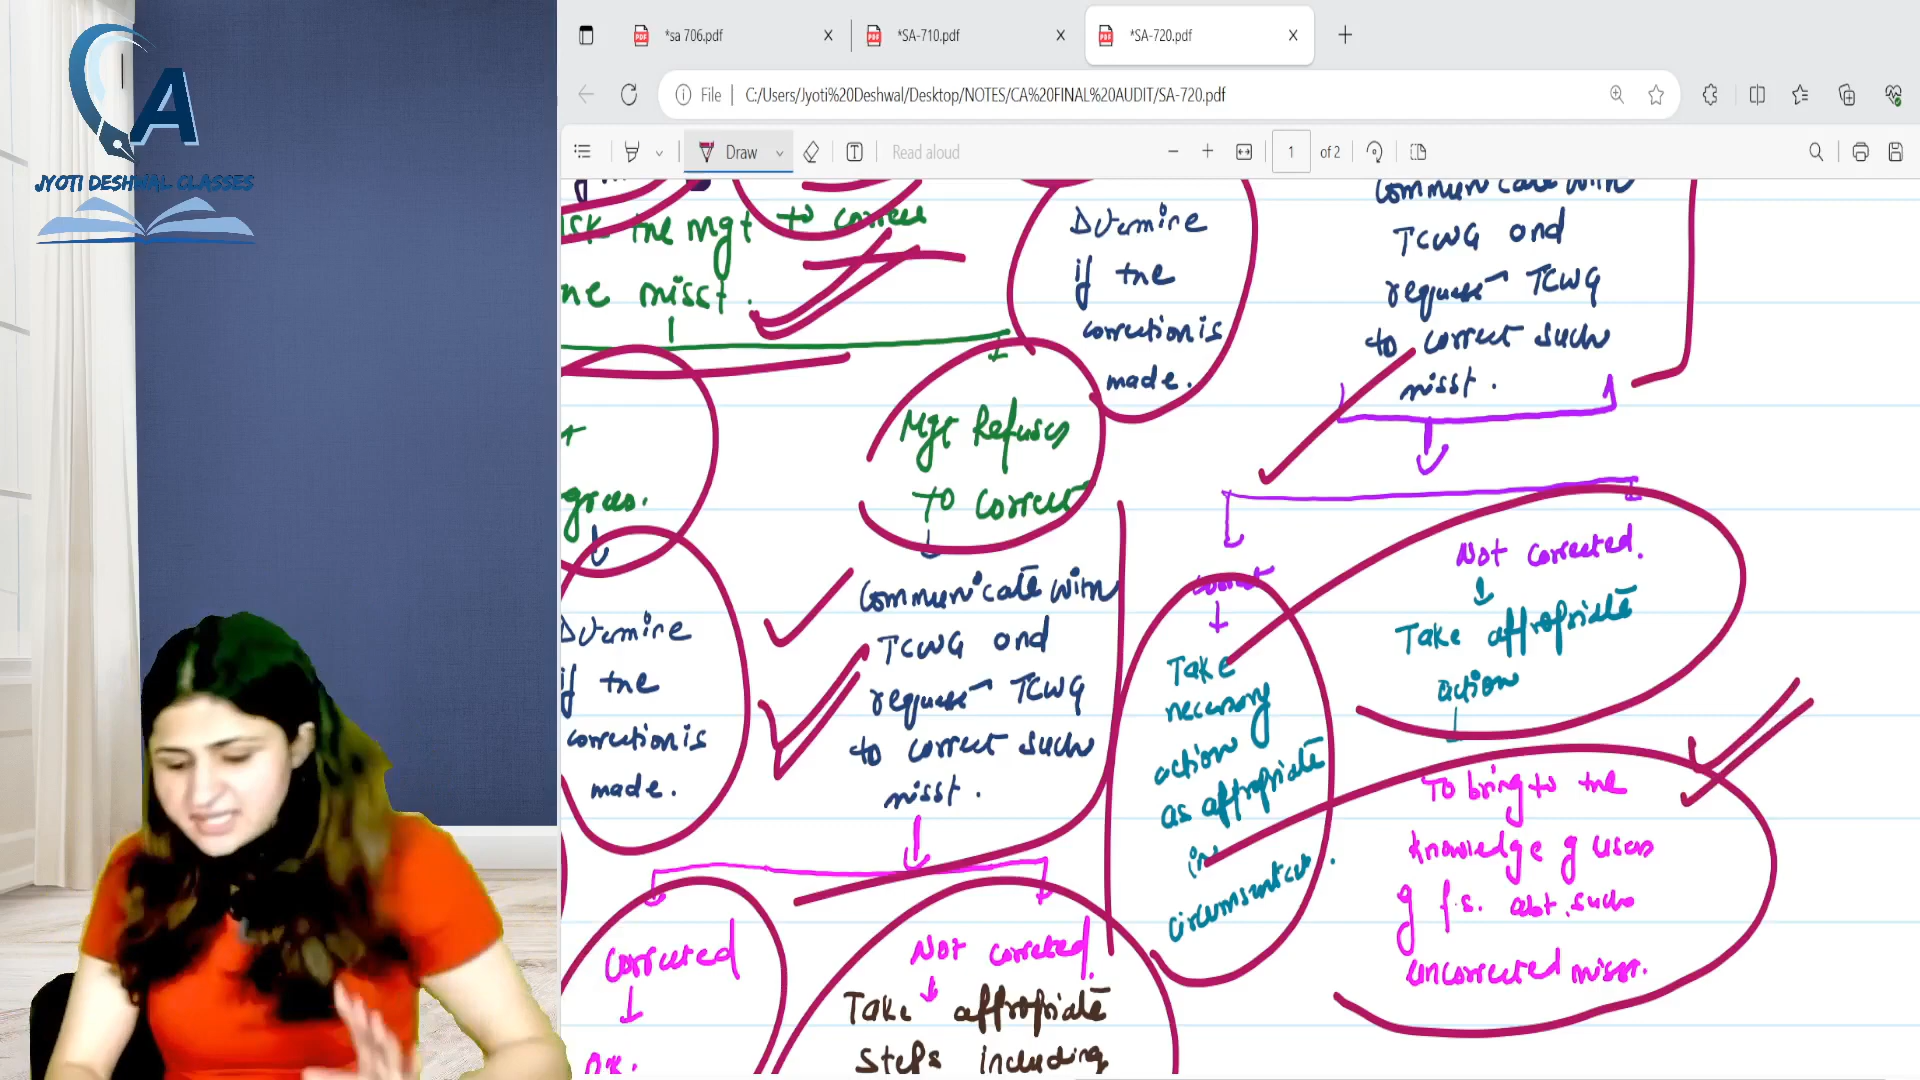 JYOTI DESHWAL CLASSES
*sa 706.pdf
*SA-710.pdf
*SA-720.pdf
File
C:/Users/Jyoti%20Deshwal/Desktop/NOTES/CA%20FINAL%20AUDIT/SA-720.pdf
Draw
Read aloud
1 of 2
the Mgt to correct
misst.
Mgt Refuses
to correct
Determine
if the
correction is
made.
Communicate with
TCWG and
request TCWG
to correct such
misst.
Determine
if the
correction is
made.
Communicate with
TCWG and
request TCWG
to correct such
misst.
Corrected
Not corrected.
Take appropriate
steps including
Take
necessary
action
as appropriate
in
circumstances.
Not corrected.
Take appropriate
action
To bring to the
knowledge of users
of f.s. abt. such
uncorrected misst.